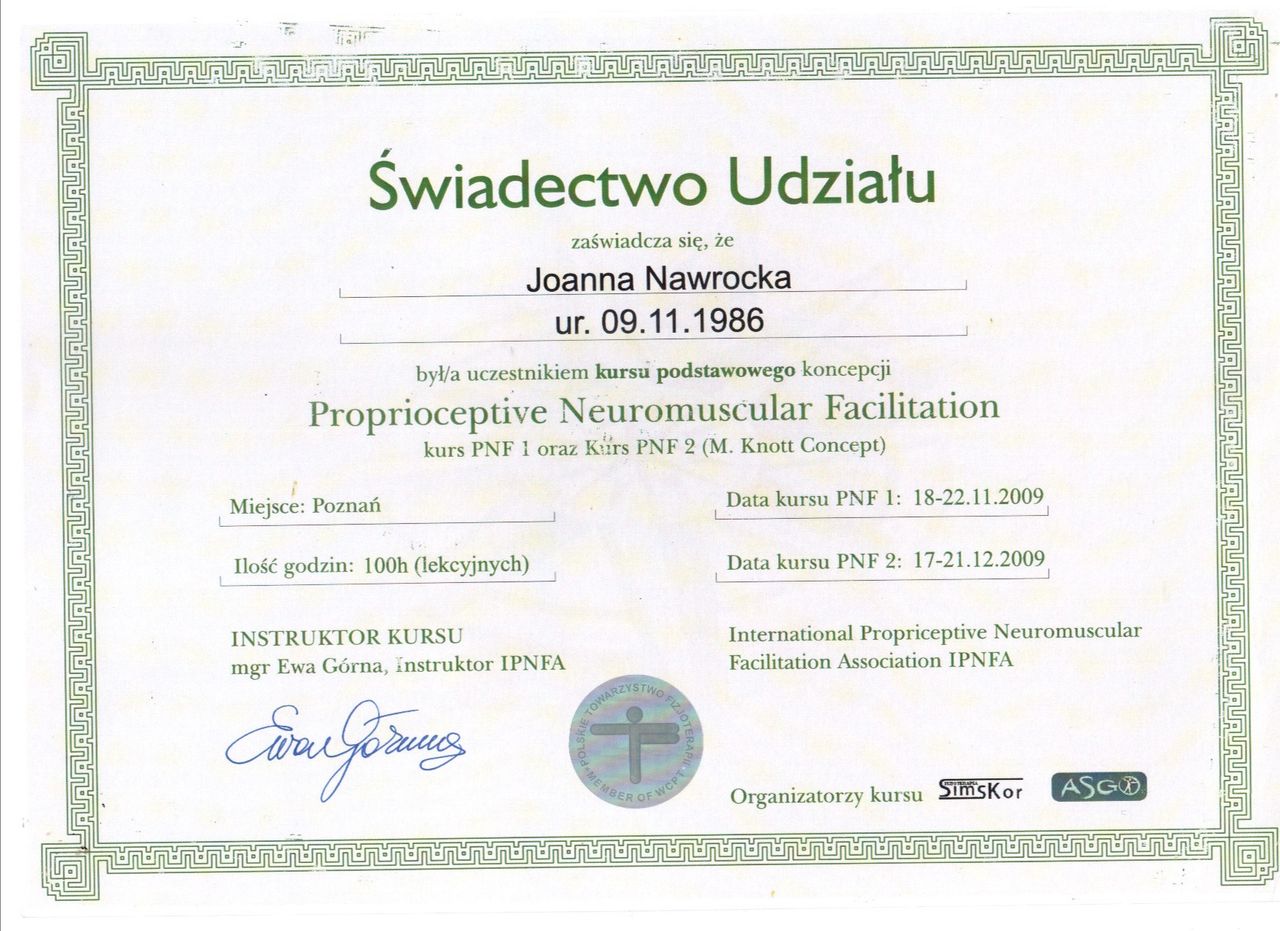 Świadectwo Udziału
zaświadcza się, że
Joanna Nawrocka
ur. 09.11.1986
był/a uczestnikiem kursu podstawowego koncepcji
Proprioceptive Neuromuscular Facilitation
kurs PNF 1 oraz Kurs PNF 2 (M. Knott Concept)
Miejsce: Poznań
Data kursu PNF 1: 18-22.11.2009
Ilość godzin: 100h (lekcyjnych)
Data kursu PNF 2: 17-21.12.2009
INSTRUKTOR KURSU
mgr Ewa Górna, Instruktor IPNFA
International Propriceptive Neuromuscular
Facilitation Association IPNFA
Ewa Górna
POLSKIE TOWARZYSTWO FIZJOTERAPII
MEMBER OF WCPT
Organizatorzy kursu
FIZJOTERAPIA
SimsKor
ASGO